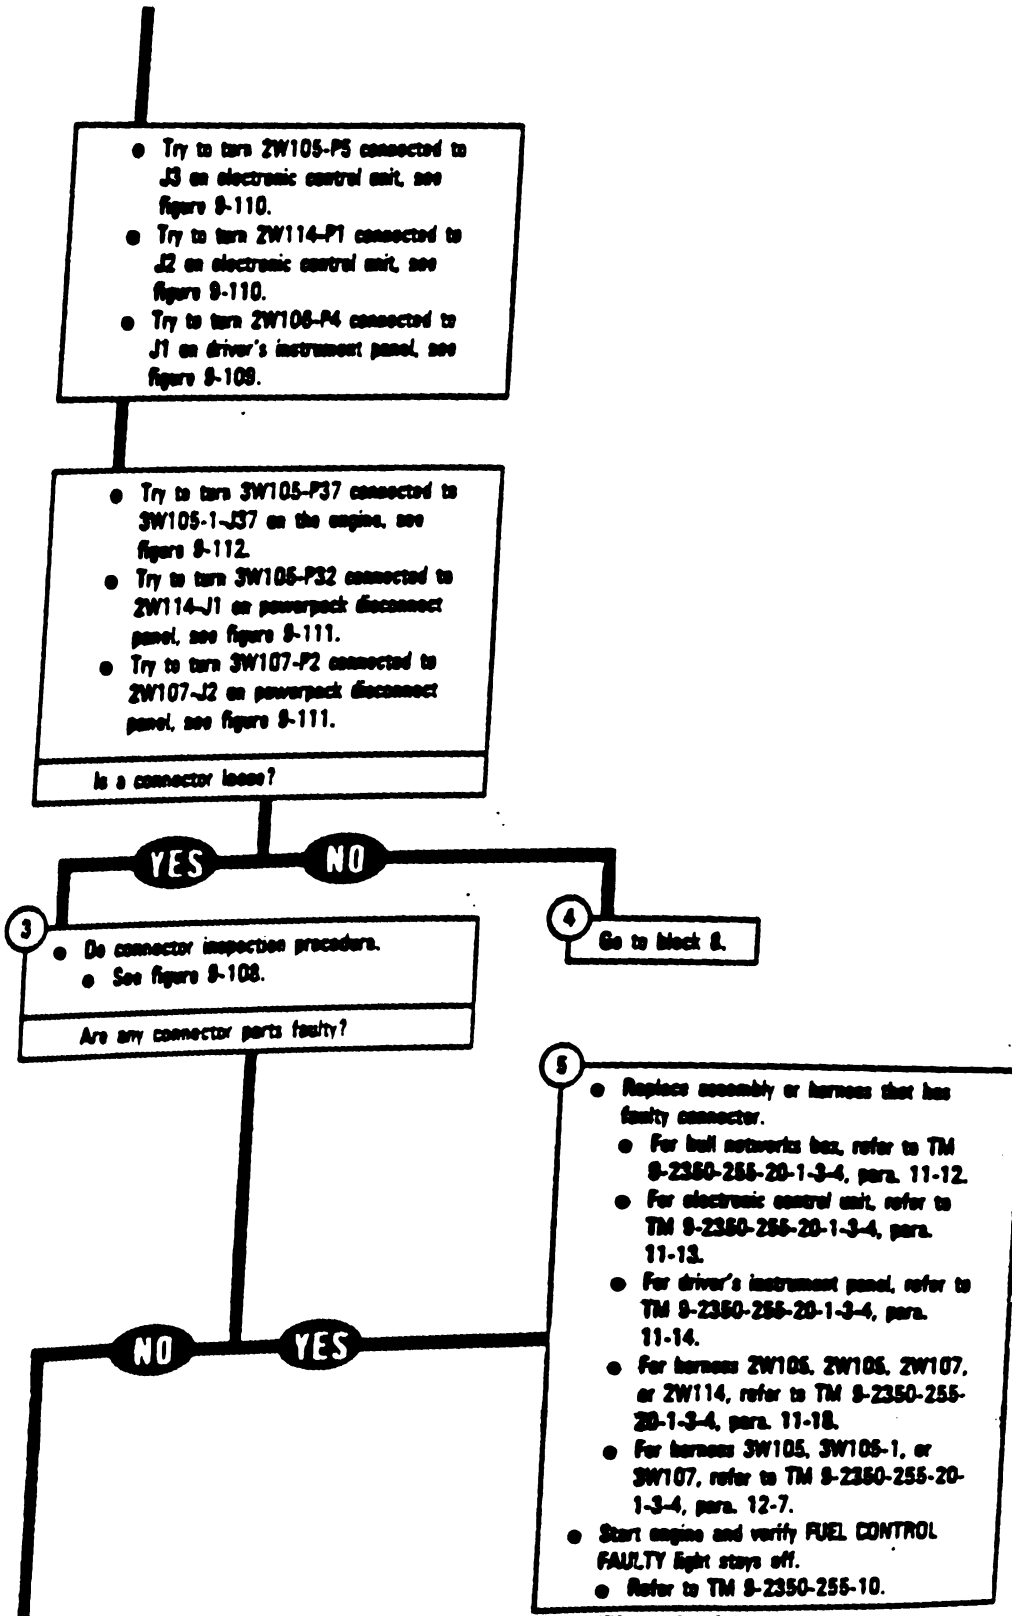 ● Try to turn 2W105-P5 connected to
J3 on electronic control unit, see
figure 9-110.
● Try to turn 2W114-P1 connected to
J2 on electronic control unit, see
figure 9-110.
● Try to turn 2W106-P4 connected to
J1 on driver's instrument panel, see
figure 9-109.
● Try to turn 3W105-P37 connected to
3W105-1-J37 on the engine, see
figure 9-112.
● Try to turn 3W105-P32 connected to
2W114-J1 on powerpack disconnect
panel, see figure 9-111.
● Try to turn 3W107-P2 connected to
2W107-J2 on powerpack disconnect
panel, see figure 9-111.
Is a connector loose?
YES NO
3
● Do connector inspection procedure.
● See figure 9-108.
Are any connector parts faulty?
4
Go to block
NO YES
5
● Replace assembly or harness that has
faulty connector.
● For hull networks box, refer to TM
9-2350-255-20-1-3-4, para. 11-12.
● For electronic control unit, refer to
TM 9-2350-255-20-1-3-4, para.
11-13.
● For driver's instrument panel, refer to
TM 9-2350-255-20-1-3-4, para.
11-14.
● For harness 2W105, 2W107,
or 2W114, refer to TM 9-2350-255-
20-1-3-4, para.
● For harness 3W105, 3W105-1, or
3W107, refer to TM 9-2350-255-20-
1-3-4, para. 12-7.
● Start engine and verify FUEL CONTROL
FAULTY light stays off.
● Refer to TM 9-2350-255-10.